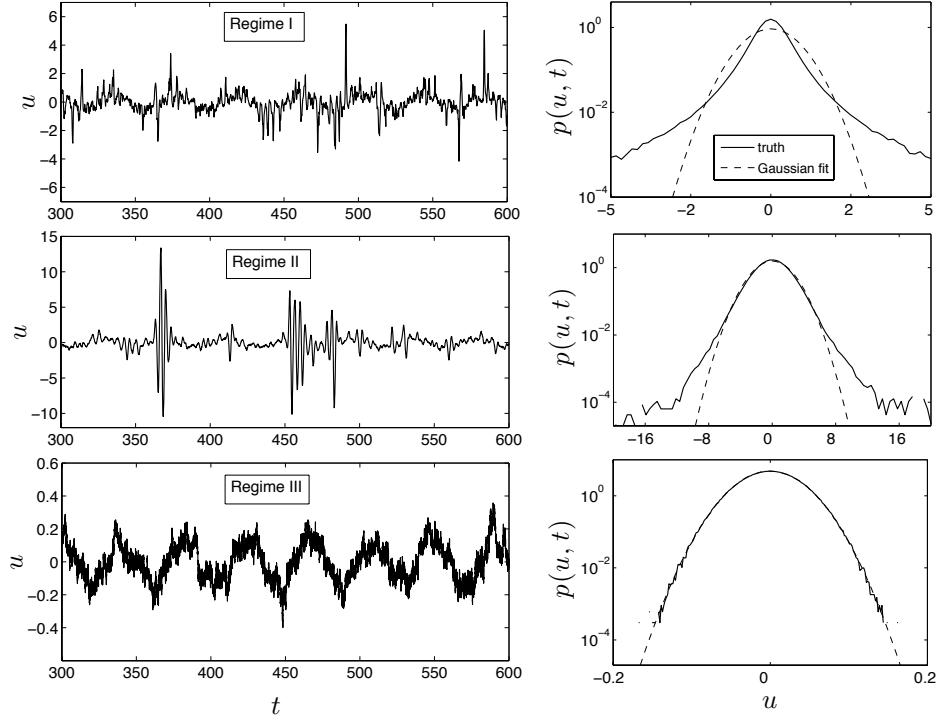 Regime I
u
6
4
2
0
−2
−4
−6
300 350 400 450 500 550 600
p(u, t)
10^0
10^−2
10^−4
truth
Gaussian fit
−5 −2 0 2 5
Regime II
u
15
10
5
0
−5
−10
300 350 400 450 500 550 600
p(u, t)
10^0
10^−2
10^−4
−16 −8 0 8 16
Regime III
u
0.6
0.4
0.2
0
−0.2
−0.4
300 350 400 450 500 550 600
t
p(u, t)
10^0
10^−2
10^−4
−0.2 0 0.2
u